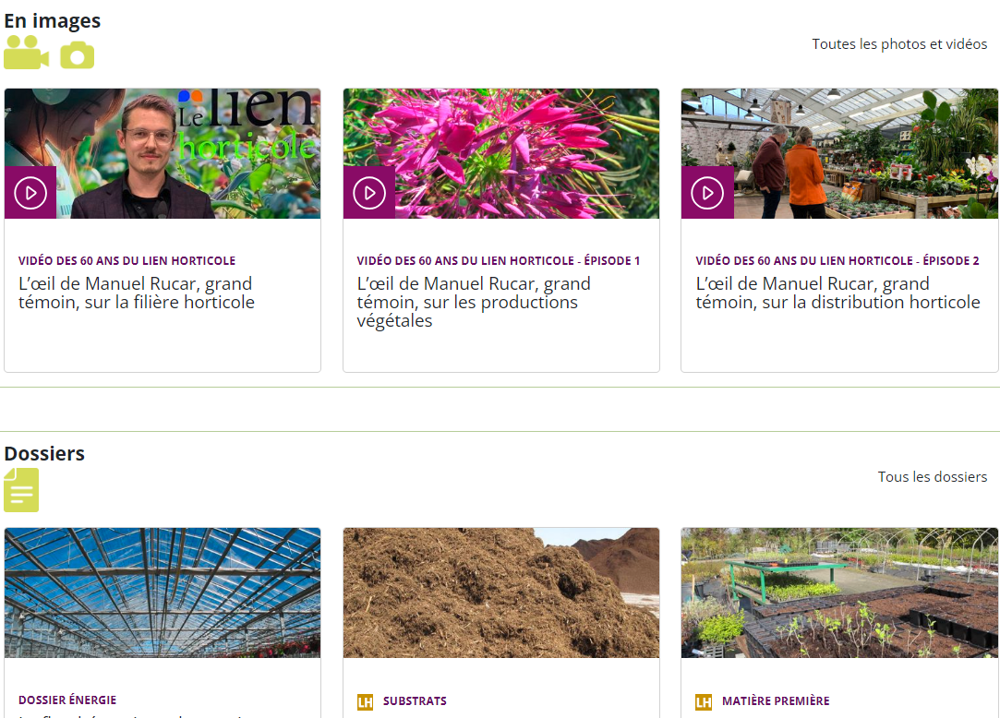 En images
Toutes les photos et vidéos
Le lien
horticole
VIDÉO DES 60 ANS DU LIEN HORTICOLE
L’œil de Manuel Rucar, grand
témoin, sur la filière horticole
VIDÉO DES 60 ANS DU LIEN HORTICOLE - ÉPISODE 1
L’œil de Manuel Rucar, grand
témoin, sur les productions
végétales
VIDÉO DES 60 ANS DU LIEN HORTICOLE - ÉPISODE 2
L’œil de Manuel Rucar, grand
témoin, sur la distribution horticole
Dossiers
Tous les dossiers
DOSSIER ÉNERGIE
LH SUBSTRATS
LH MATIÈRE PREMIÈRE